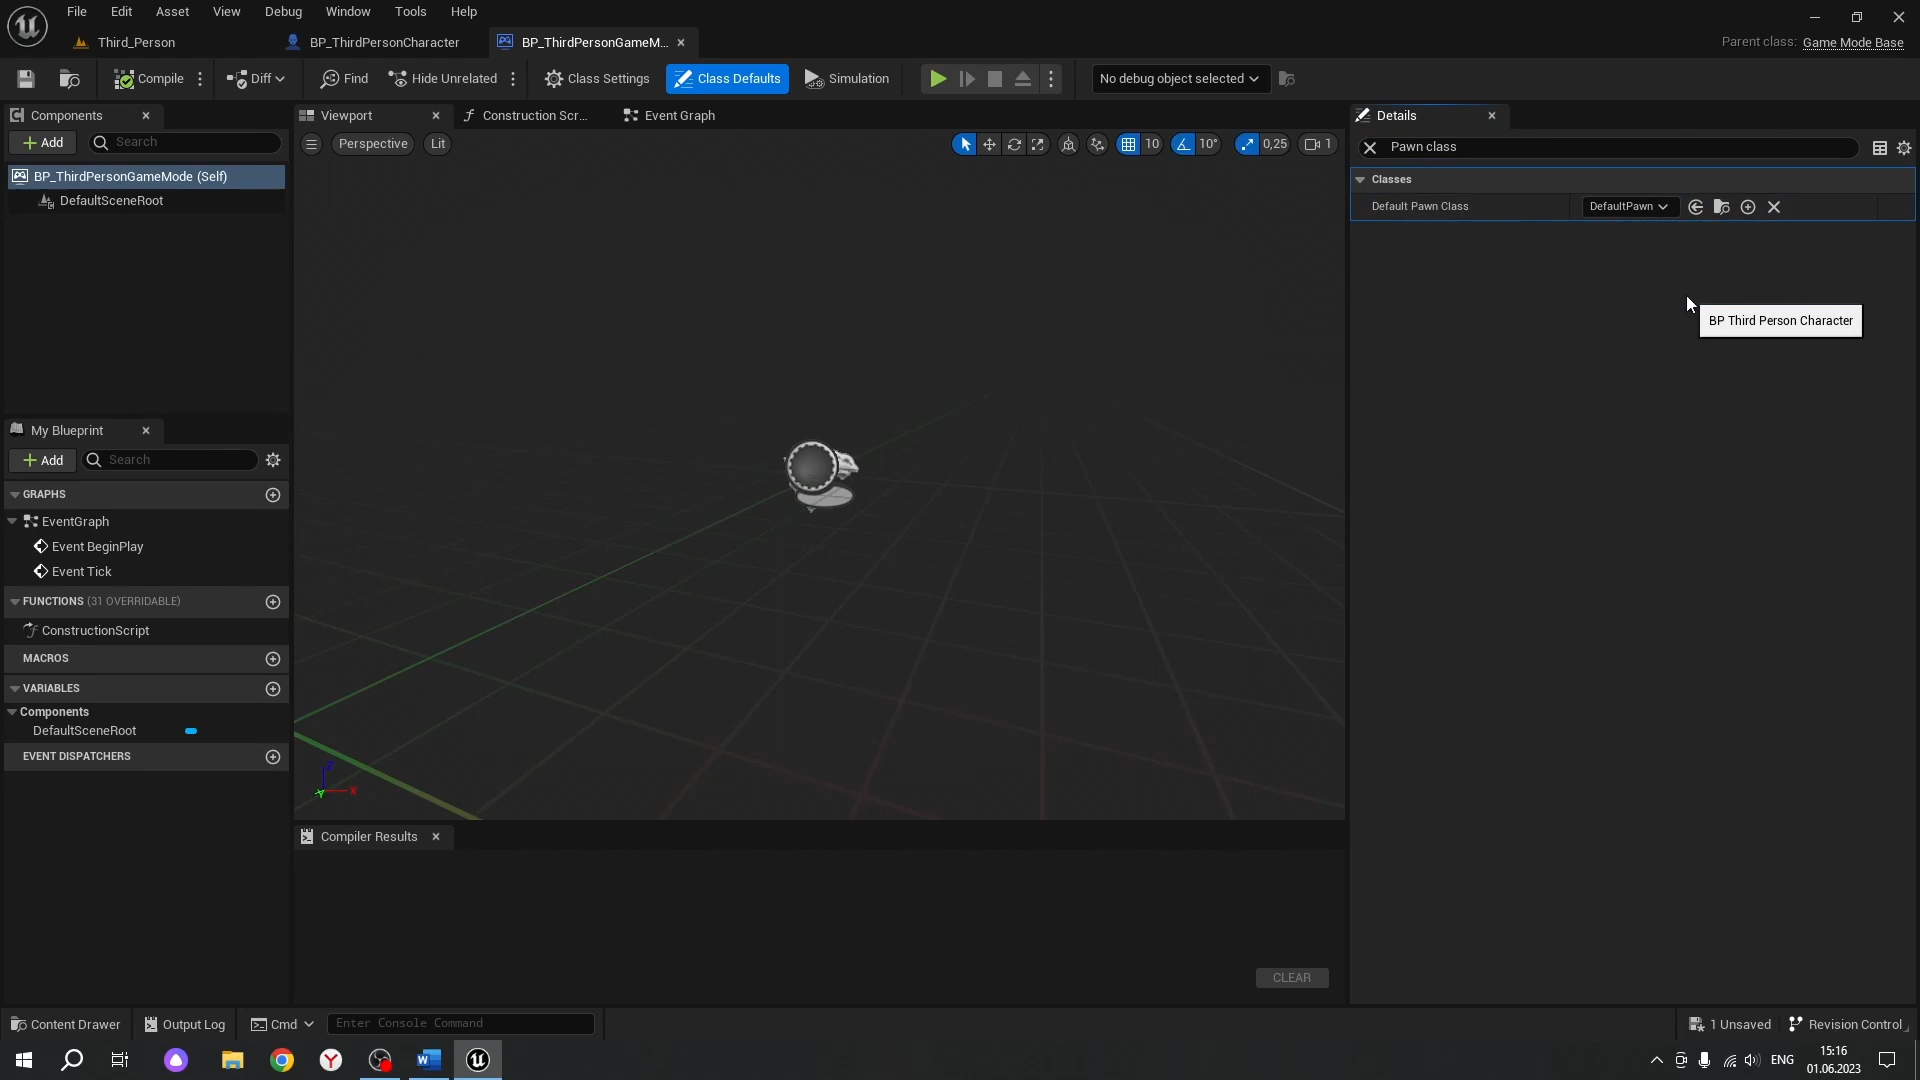 File Edit Asset View Debug Window Tools Help
Third_Person
BP_ThirdPersonCharacter
BP_ThirdPersonGameM...
Parent class: Game Mode Base
Compile
Diff
Find
Hide Unrelated
Class Settings
Class Defaults
Simulation
No debug object selected
Components
Add
Search
BP_ThirdPersonGameMode (Self)
DefaultSceneRoot
Viewport
Construction Scr...
Event Graph
Perspective
Lit
10
10°
0,25
1
Details
Pawn class
Classes
Default Pawn Class
DefaultPawn
BP Third Person Character
My Blueprint
Add
Search
GRAPHS
EventGraph
Event BeginPlay
Event Tick
FUNCTIONS (31 OVERRIDABLE)
ConstructionScript
MACROS
VARIABLES
Components
DefaultSceneRoot
EVENT DISPATCHERS
Z
X
Y
Compiler Results
CLEAR
Content Drawer
Output Log
Cmd
Enter Console Command
1 Unsaved
Revision Control
ENG
15:16
01.06.2023